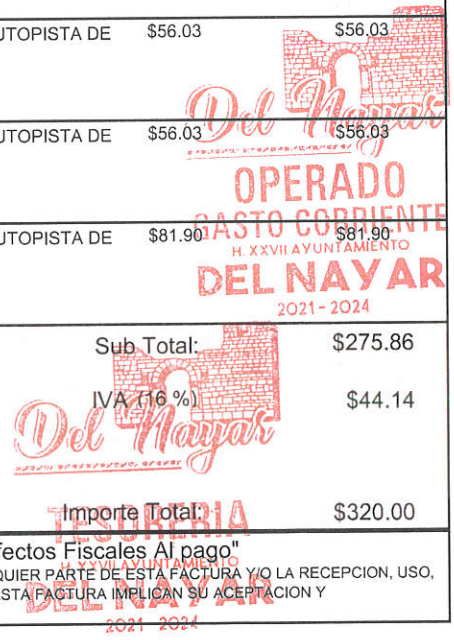 UTOPISTA DE $56.03 $56.03
Del Nayar
UTOPISTA DE $56.03 $56.03
OPERADO
GASTO CORRIENTE
UTOPISTA DE $81.90 $81.90
H. XXVII AYUNTAMIENTO
DEL NAYAR
2021 - 2024
Sub Total: $275.86
IVA (16 %) $44.14
Del Nayar
Importe Total: $320.00
TESORERIA
fectos Fiscales Al pago"
H. XXVII AYUNTAMIENTO
QUIER PARTE DE ESTA FACTURA Y/O LA RECEPCION, USO,
ESTA FACTURA IMPLICAN SU ACEPTACION Y
DEL NAYAR
2021 - 2024